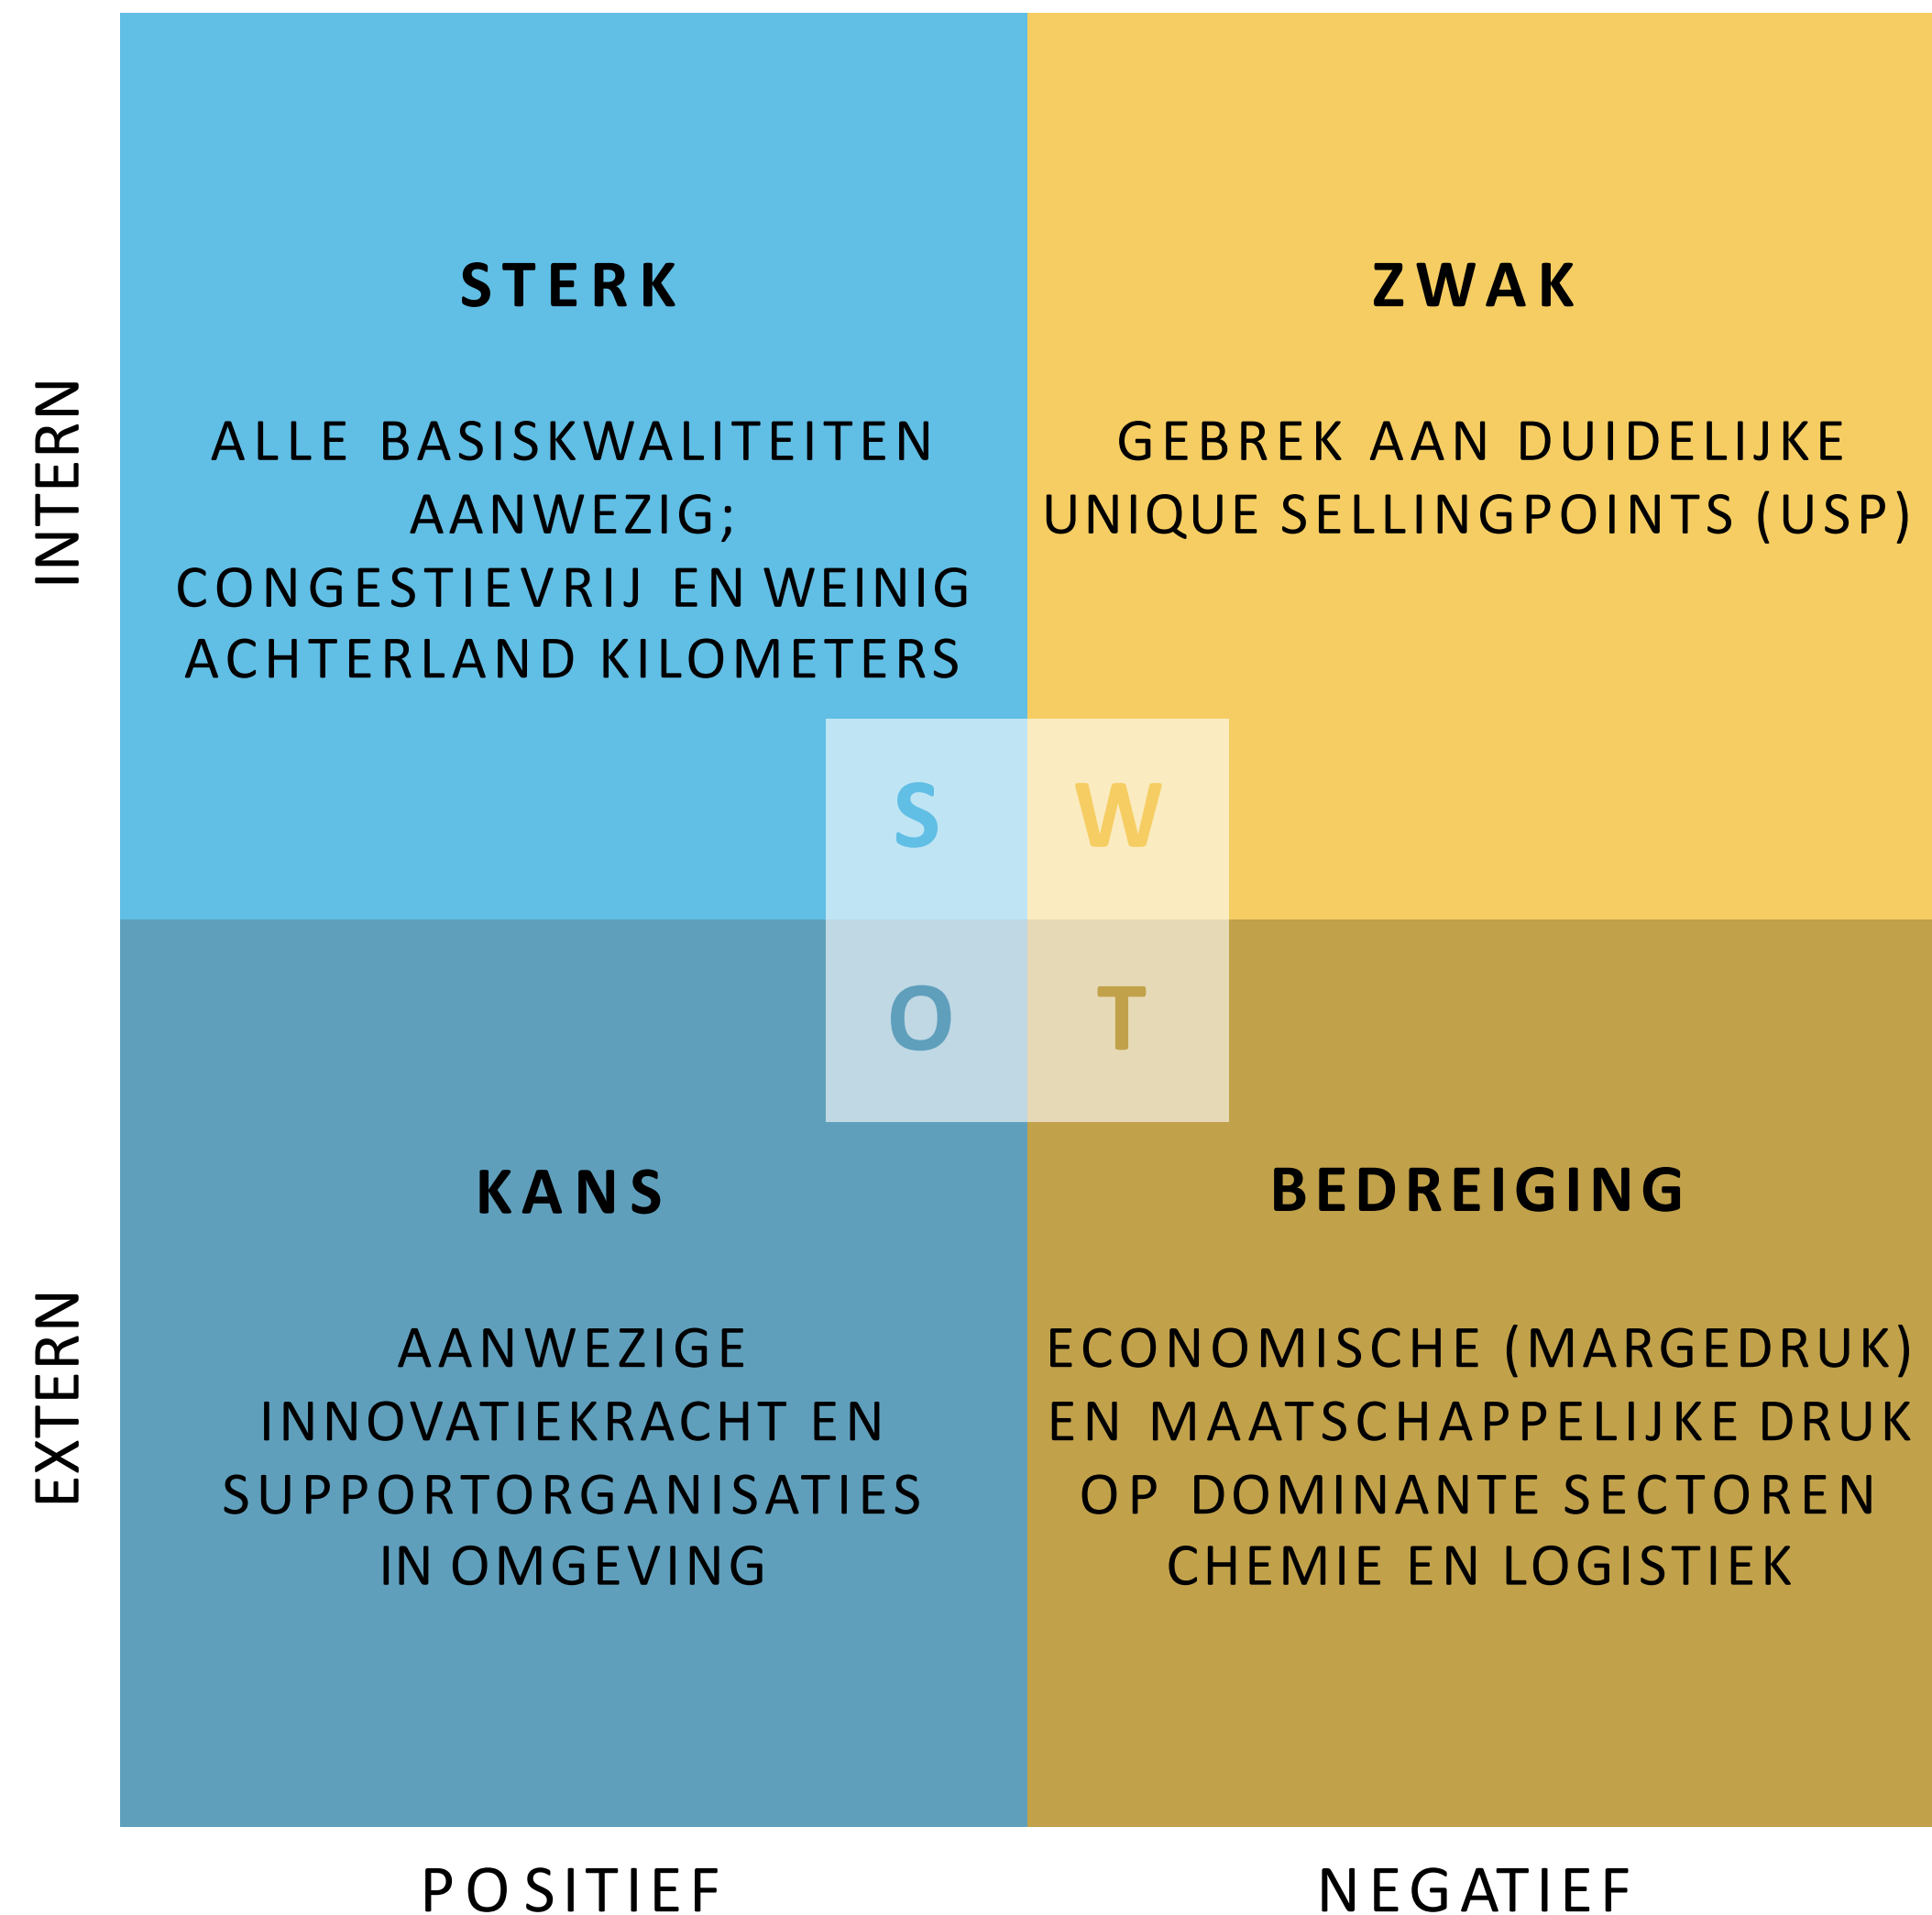 INTERN
STERK
ALLE BASISKWALITEITEN
AANWEZIG;
CONGESTIEVRIJ EN WEINIG
ACHTERLAND KILOMETERS
ZWAK
GEBREK AAN DUIDELIJKE
UNIQUE SELLINGPOINTS (USP)
S W
O T
EXTERN
KANS
AANWEZIGE
INNOVATIEKRACHT EN
SUPPORTORGANISATIES
IN OMGEVING
BEDREIGING
ECONOMISCHE (MARGEDRUK)
EN MAATSCHAPPELIJKE DRUK
OP DOMINANTE SECTOREN
CHEMIE EN LOGISTIEK
POSITIEF
NEGATIEF